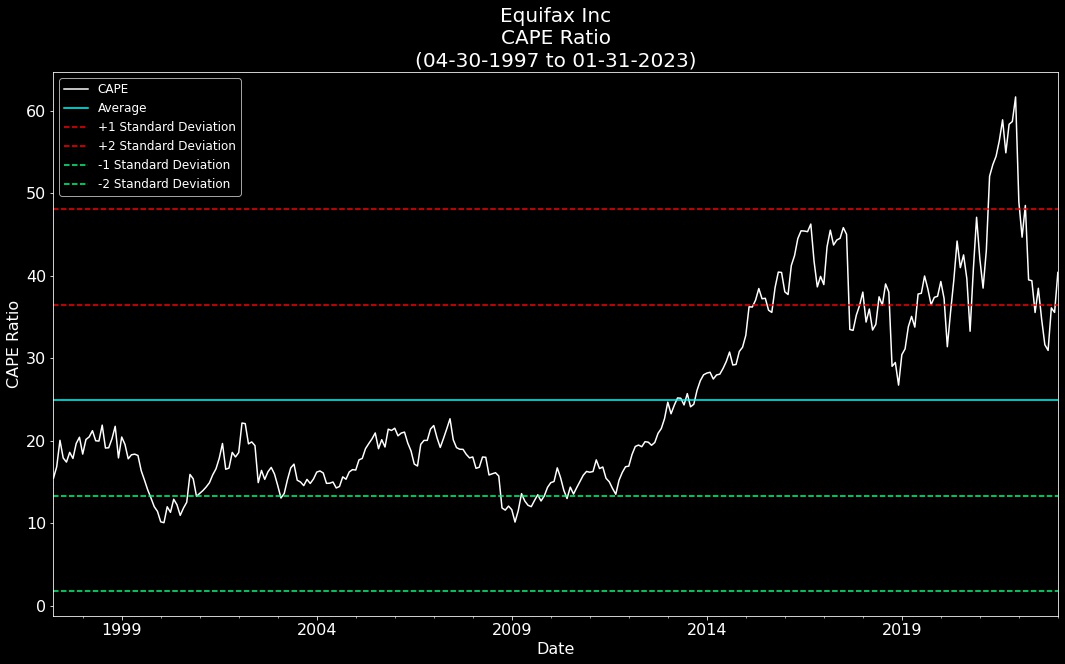 Equifax Inc
CAPE Ratio
(04-30-1997 to 01-31-2023)
CAPE
Average
+1 Standard Deviation
+2 Standard Deviation
-1 Standard Deviation
-2 Standard Deviation
60
50
40
30
20
10
0
CAPE Ratio
1999 2004 2009 2014 2019
Date